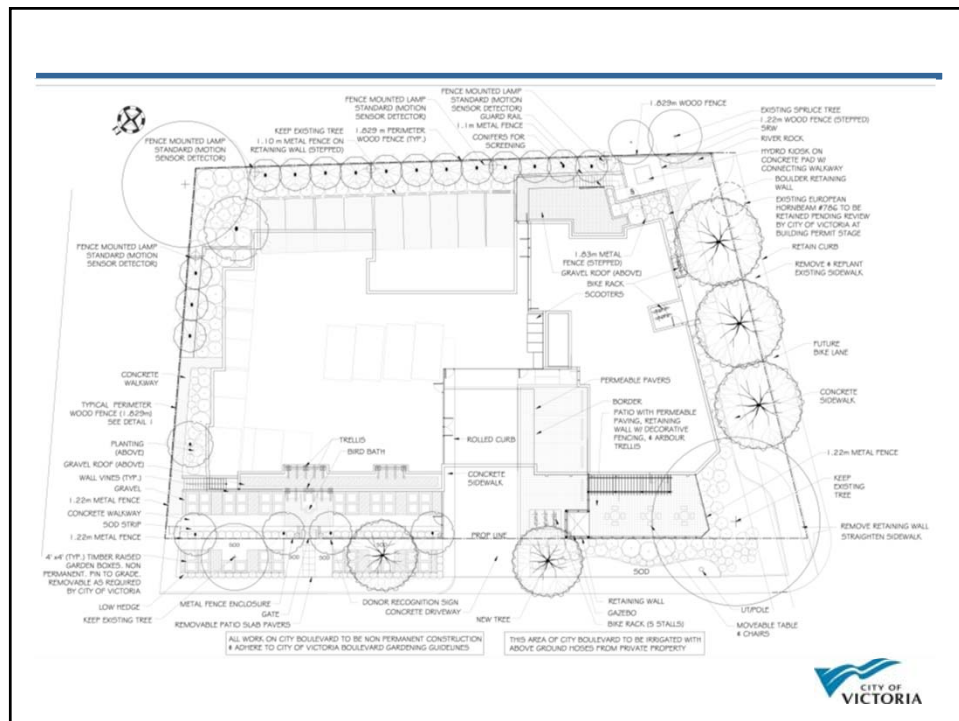 FENCE MOUNTED LAMP
STANDARD (MOTION
SENSOR DETECTOR)
FENCE MOUNTED LAMP
STANDARD (MOTION
SENSOR DETECTOR)
GUARD RAIL
1.1m METAL FENCE
CONIFERS FOR
SCREENING
1.829m WOOD FENCE
KEEP EXISTING TREE
1.10 m METAL FENCE ON
RETAINING WALL (STEPPED)
1.829 m PERIMETER
WOOD FENCE (TYP.)
FENCE MOUNTED LAMP
STANDARD (MOTION
SENSOR DETECTOR)
EXISTING SPRUCE TREE
1.22m WOOD FENCE (STEPPED)
SRW
RIVER ROCK
HYDRO KIOSK ON
CONCRETE PAD W/
CONNECTING WALKWAY
BOULDER RETAINING
WALL
EXISTING EUROPEAN
HORNBEAM #786 TO BE
RETAINED PENDING REVIEW
BY CITY OF VICTORIA AT
BUILDING PERMIT STAGE
RETAIN CURB
REMOVE & REPLANT
EXISTING SIDEWALK
FENCE MOUNTED LAMP
STANDARD (MOTION
SENSOR DETECTOR)
1.83m METAL
FENCE (STEPPED)
GRAVEL ROOF (ABOVE)
BIKE RACK
SCOOTERS
FUTURE
BIKE LANE
CONCRETE
SIDEWALK
CONCRETE
WALKWAY
TYPICAL PERIMETER
WOOD FENCE (1.829m)
SEE DETAIL 1
PLANTING
(ABOVE)
GRAVEL ROOF (ABOVE)
WALL VINES (TYP.)
GRAVEL
1.22m METAL FENCE
CONCRETE WALKWAY
SOD STRIP
1.22m METAL FENCE
4' x4' (TYP.) TIMBER RAISED
GARDEN BOXES. NON
PERMANENT. PIN TO GRADE.
REMOVABLE AS REQUIRED
BY CITY OF VICTORIA
LOW HEDGE
KEEP EXISTING TREE
TRELLIS
BIRD BATH
ROLLED CURB
CONCRETE
SIDEWALK
PERMEABLE PAVERS
BORDER
PATIO WITH PERMEABLE
PAVING, RETAINING
WALL W/ DECORATIVE
FENCING, & ARBOUR
TRELLIS
1.22m METAL FENCE
KEEP
EXISTING
TREE
REMOVE RETAINING WALL
STRAIGHTEN SIDEWALK
PROP LINE
SOD
SOD
SOD
SOD
SOD
METAL FENCE ENCLOSURE
GATE
REMOVABLE PATIO SLAB PAVERS
DONOR RECOGNITION SIGN
CONCRETE DRIVEWAY
NEW TREE
RETAINING WALL
GAZEBO
BIKE RACK (5 STALLS)
UT.POLE
MOVEABLE TABLE
& CHAIRS
ALL WORK ON CITY BOULEVARD TO BE NON PERMANENT CONSTRUCTION
& ADHERE TO CITY OF VICTORIA BOULEVARD GARDENING GUIDELINES
THIS AREA OF CITY BOULEVARD TO BE IRRIGATED WITH
ABOVE GROUND HOSES FROM PRIVATE PROPERTY
CITY OF
VICTORIA